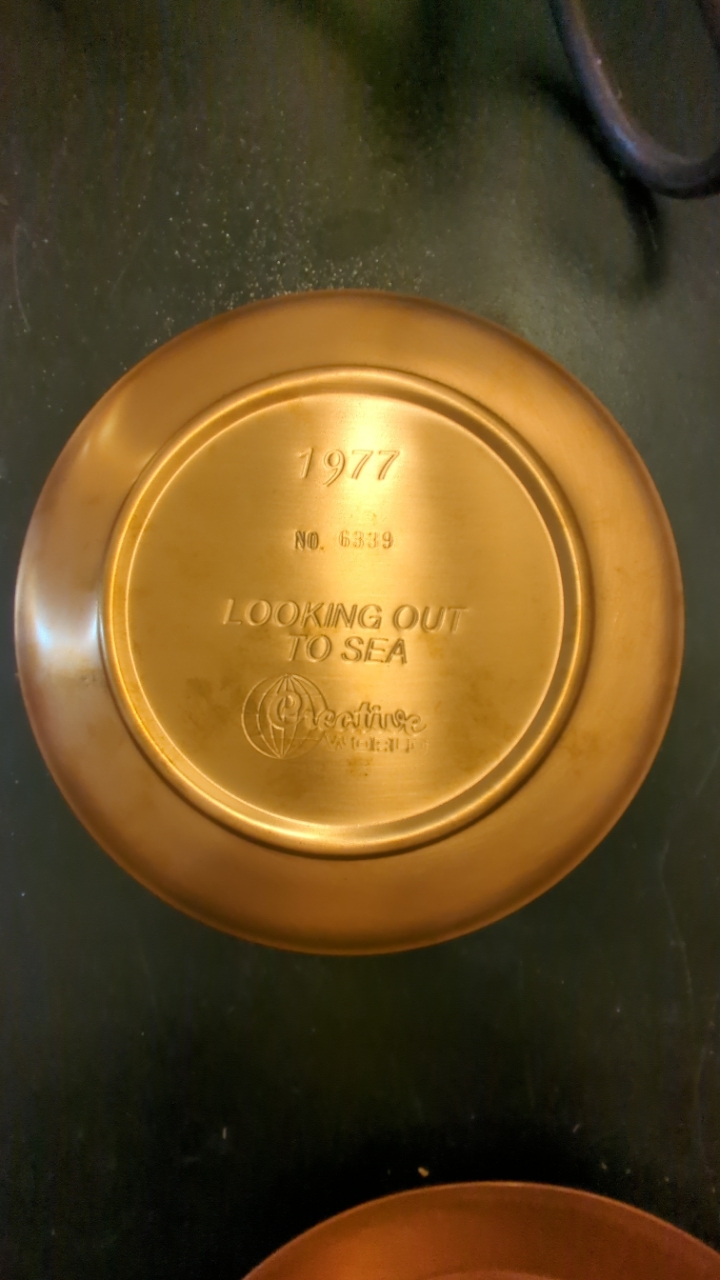 1977
NO. 6339
LOOKING OUT
TO SEA
Creative
WORLD